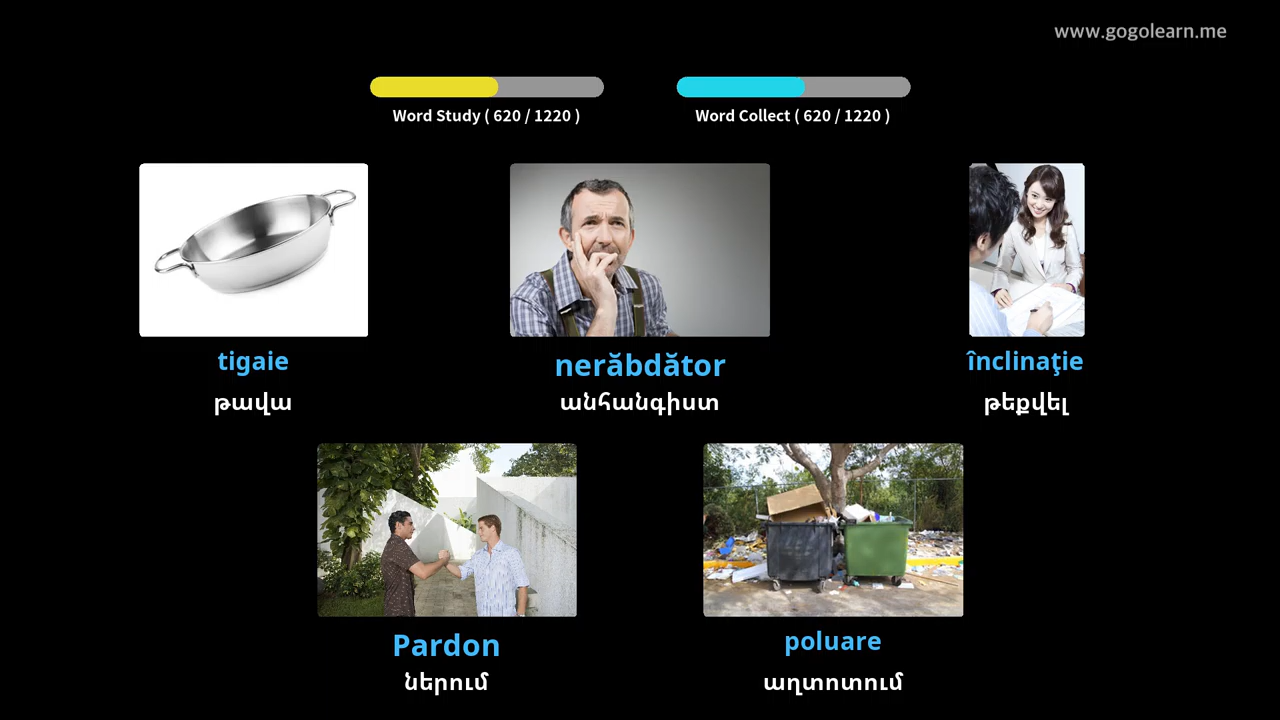 www.gogolearn.me
Word Study ( 620 / 1220 )
Word Collect ( 620 / 1220 )
tigaie
nerăbdător
înclinaţie
թավա
անհանգիստ
թեքվել
Pardon
poluare
ներում
աղտոտում